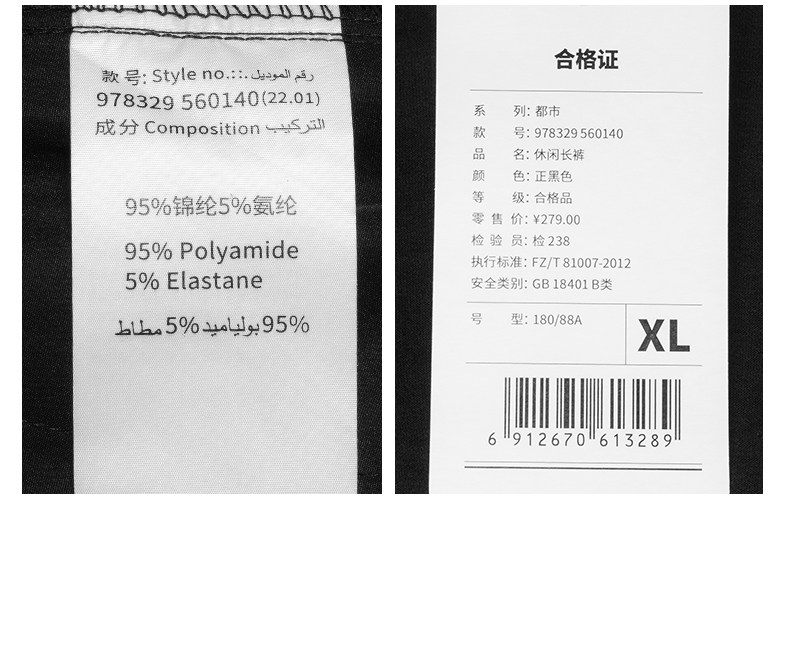 款号: Style no.::. رقم الموديل
978329 560140(22.01)
成分 Composition التركيب
95%锦纶5%氨纶
95% Polyamide
5% Elastane
95% بولياميد 5% مطاط
合格证
系 列: 都市
款 号: 978329 560140
品 名: 休闲长裤
颜 色: 正黑色
等 级: 合格品
零 售 价: ¥279.00
检 验 员: 检 238
执行标准: FZ/T 81007-2012
安全类别: GB 18401 B类
号 型: 180/88A
XL
6 912670 613289